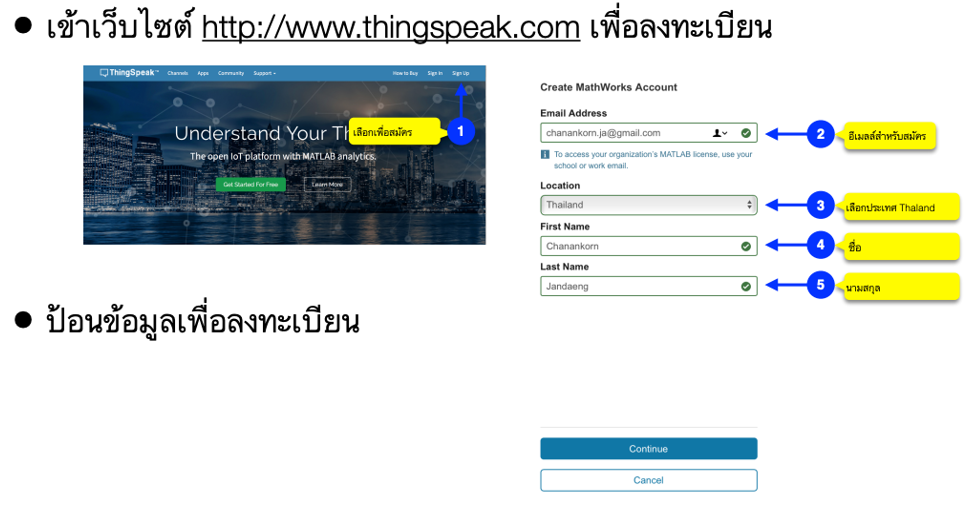 ● เข้าเว็บไซต์ http://www.thingspeak.com เพื่อลงทะเบียน
ThingSpeak™ Channels Apps Community Support How to Buy Sign In Sign Up
Understand Your Th
เลือกเพื่อสมัคร
1
The open IoT platform with MATLAB analytics.
Get Started For Free Learn More
Create MathWorks Account
Email Address
chanankorn.ja@gmail.com
2 อีเมลล์สำหรับสมัคร
To access your organization's MATLAB license, use your
school or work email.
Location
Thailand
3 เลือกประเทศ Thaland
First Name
Chanankorn
4 ชื่อ
Last Name
Jandaeng
5 นามสกุล
● ป้อนข้อมูลเพื่อลงทะเบียน
Continue
Cancel